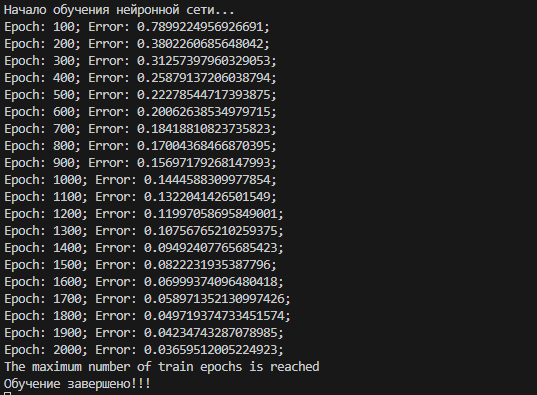 Начало обучения нейронной сети...
Epoch: 100; Error: 0.7899224956926691;
Epoch: 200; Error: 0.3802260685648042;
Epoch: 300; Error: 0.31257397960329053;
Epoch: 400; Error: 0.25879137206038794;
Epoch: 500; Error: 0.22278544717393875;
Epoch: 600; Error: 0.20062638534979715;
Epoch: 700; Error: 0.18418810823735823;
Epoch: 800; Error: 0.17004368466870395;
Epoch: 900; Error: 0.15697179268147993;
Epoch: 1000; Error: 0.1444588309977854;
Epoch: 1100; Error: 0.1322041426501549;
Epoch: 1200; Error: 0.11997058695849001;
Epoch: 1300; Error: 0.10756765210259375;
Epoch: 1400; Error: 0.09492407765685423;
Epoch: 1500; Error: 0.0822231935387796;
Epoch: 1600; Error: 0.06999374096480418;
Epoch: 1700; Error: 0.058971352130997426;
Epoch: 1800; Error: 0.049719374733451574;
Epoch: 1900; Error: 0.04234743287078985;
Epoch: 2000; Error: 0.03659512005224923;
The maximum number of train epochs is reached
Обучение завершено!!!